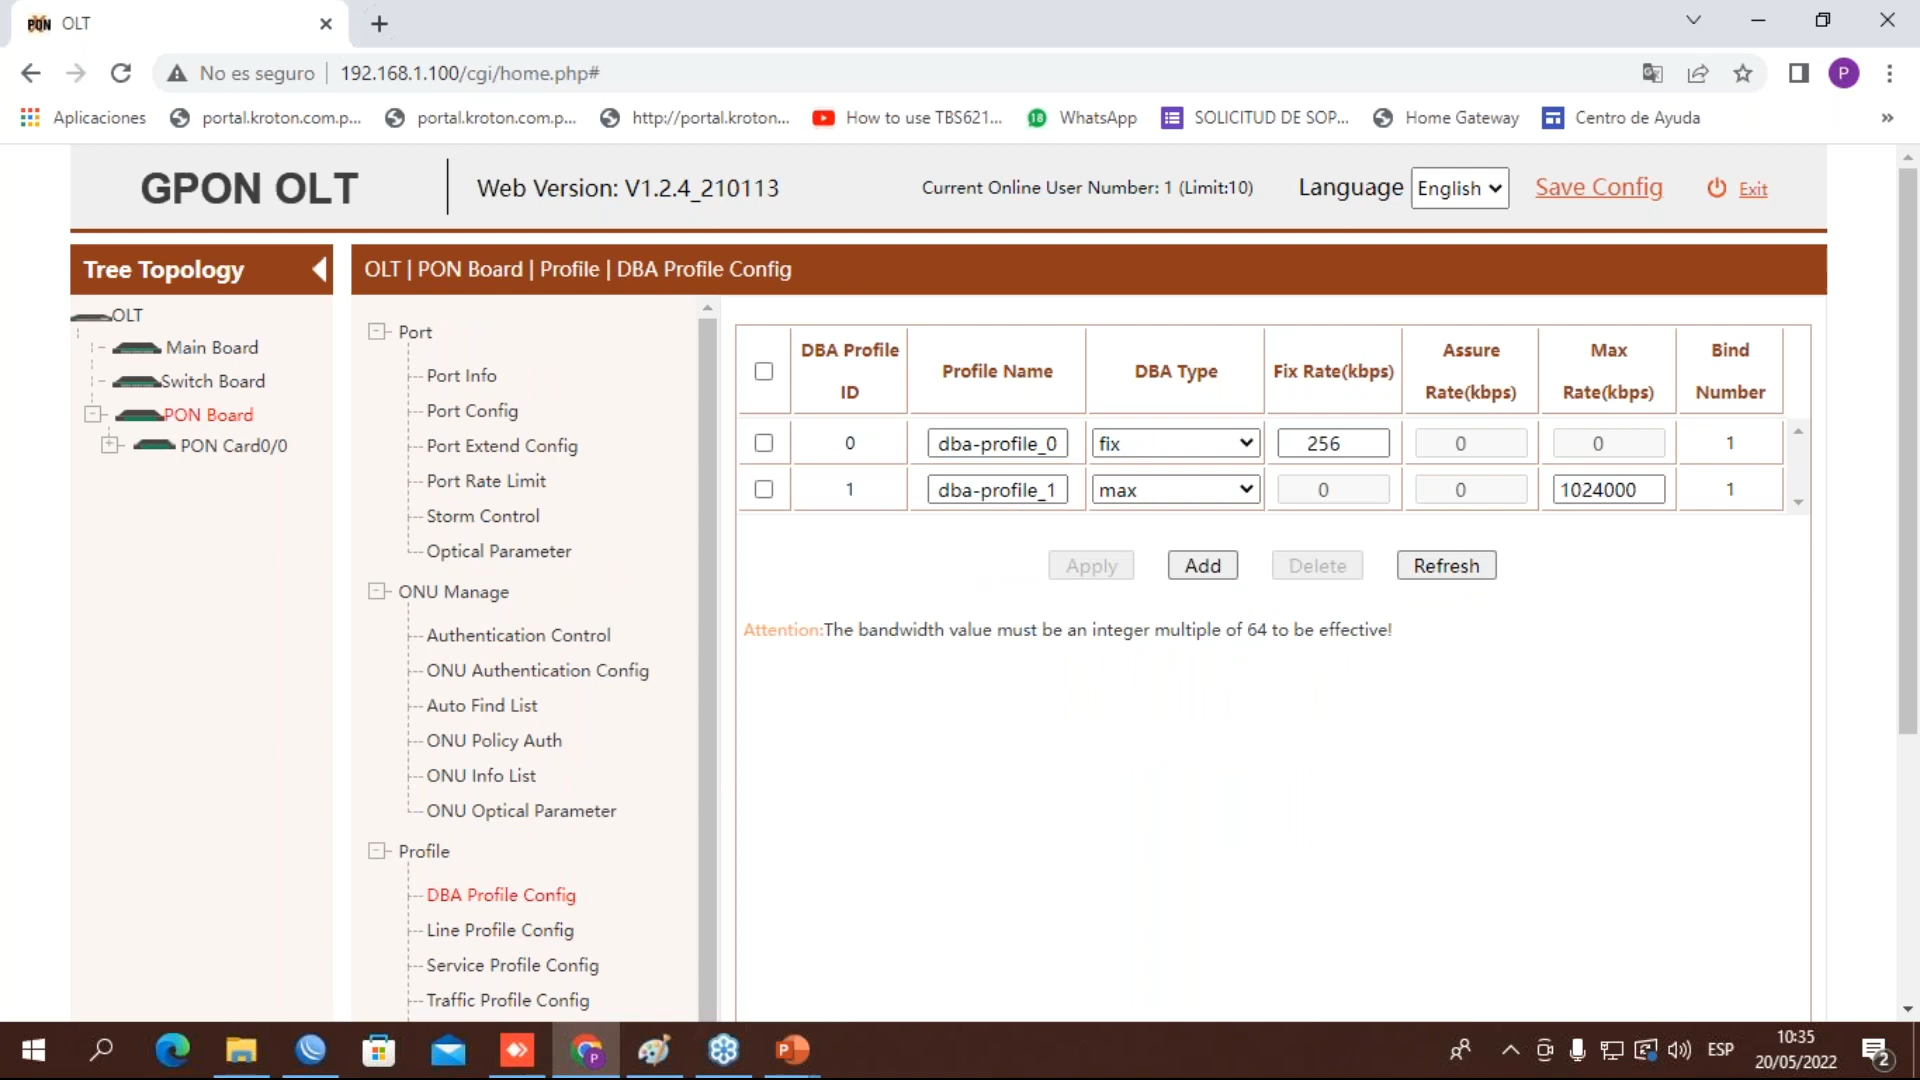 PON OLT
No es seguro 192.168.1.100/cgi/home.php#
P
Aplicaciones portal.kroton.com.p... portal.kroton.com.p... http://portal.kroton... How to use TBS621... 18 WhatsApp SOLICITUD DE SOP... Home Gateway Centro de Ayuda »
GPON OLT Web Version: V1.2.4_210113 Current Online User Number: 1 (Limit:10) Language English Save Config Exit
Tree Topology
OLT
Main Board
Switch Board
PON Board
PON Card0/0
OLT | PON Board | Profile | DBA Profile Config
Port
Port Info
Port Config
Port Extend Config
Port Rate Limit
Storm Control
Optical Parameter
ONU Manage
Authentication Control
ONU Authentication Config
Auto Find List
ONU Policy Auth
ONU Info List
ONU Optical Parameter
Profile
DBA Profile Config
Line Profile Config
Service Profile Config
Traffic Profile Config
DBA Profile ID Profile Name DBA Type Fix Rate(kbps) Assure Rate(kbps) Max Rate(kbps) Bind Number
0 dba-profile_0 fix 256 0 0 1
1 dba-profile_1 max 0 0 1024000 1
Apply Add Delete Refresh
Attention:The bandwidth value must be an integer multiple of 64 to be effective!
P P ESP 10:35
20/05/2022 2